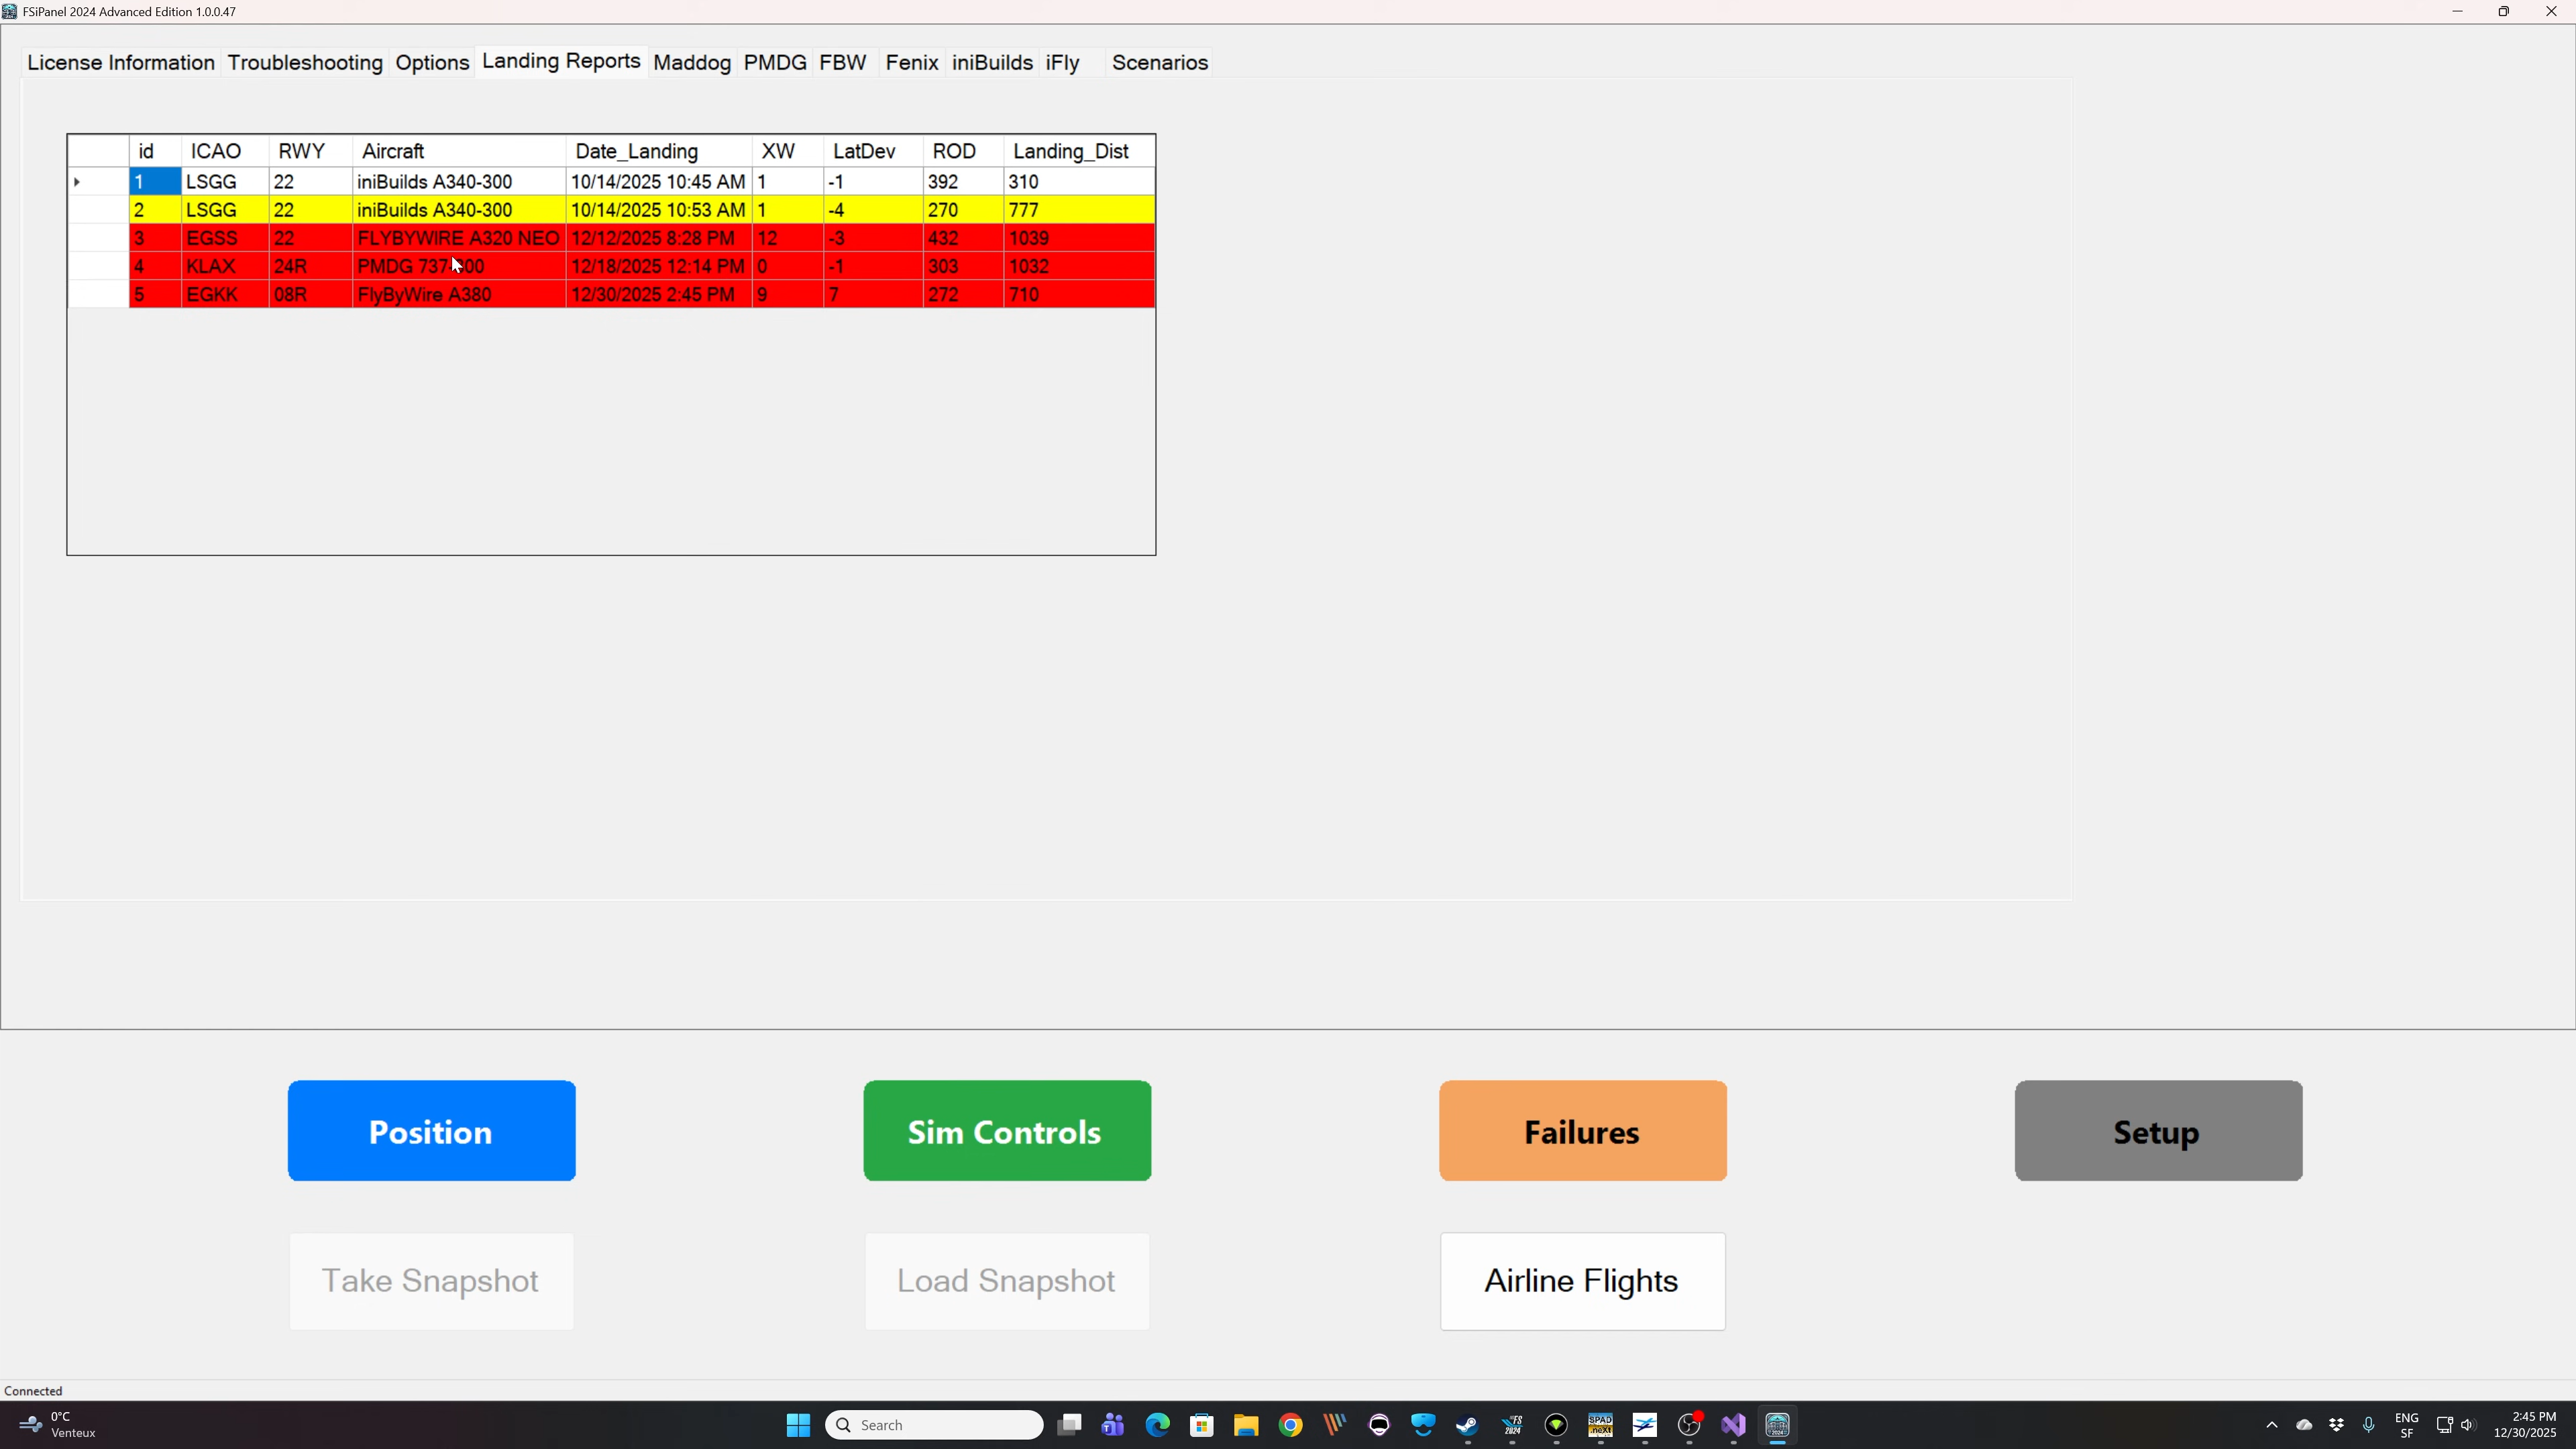 FSiPanel 2024 Advanced Edition 1.0.0.47
License Information Troubleshooting Options Landing Reports Maddog PMDG FBW Fenix iniBuilds iFly Scenarios
id ICAO RWY Aircraft Date_Landing XW LatDev ROD Landing_Dist
1 LSGG 22 iniBuilds A340-300 10/14/2025 10:45 AM 1 -1 392 310
2 LSGG 22 iniBuilds A340-300 10/14/2025 10:53 AM 1 -4 270 777
3 EGSS 22 FLYBYWIRE A320 NEO 12/12/2025 8:28 PM 12 -3 432 1039
4 KLAX 24R PMDG 12/18/2025 12:14 PM 0 -1 303 1032
5 EGKK 08R FlyByWire A380 12/30/2025 2:45 PM 9 7 272 710
Position Sim Controls Failures Setup
Take Snapshot Load Snapshot Airline Flights
Connected
0°C
Venteux
Search
FS
2024
SPAD
.neXt
ENG
SF
2:45 PM
12/30/2025